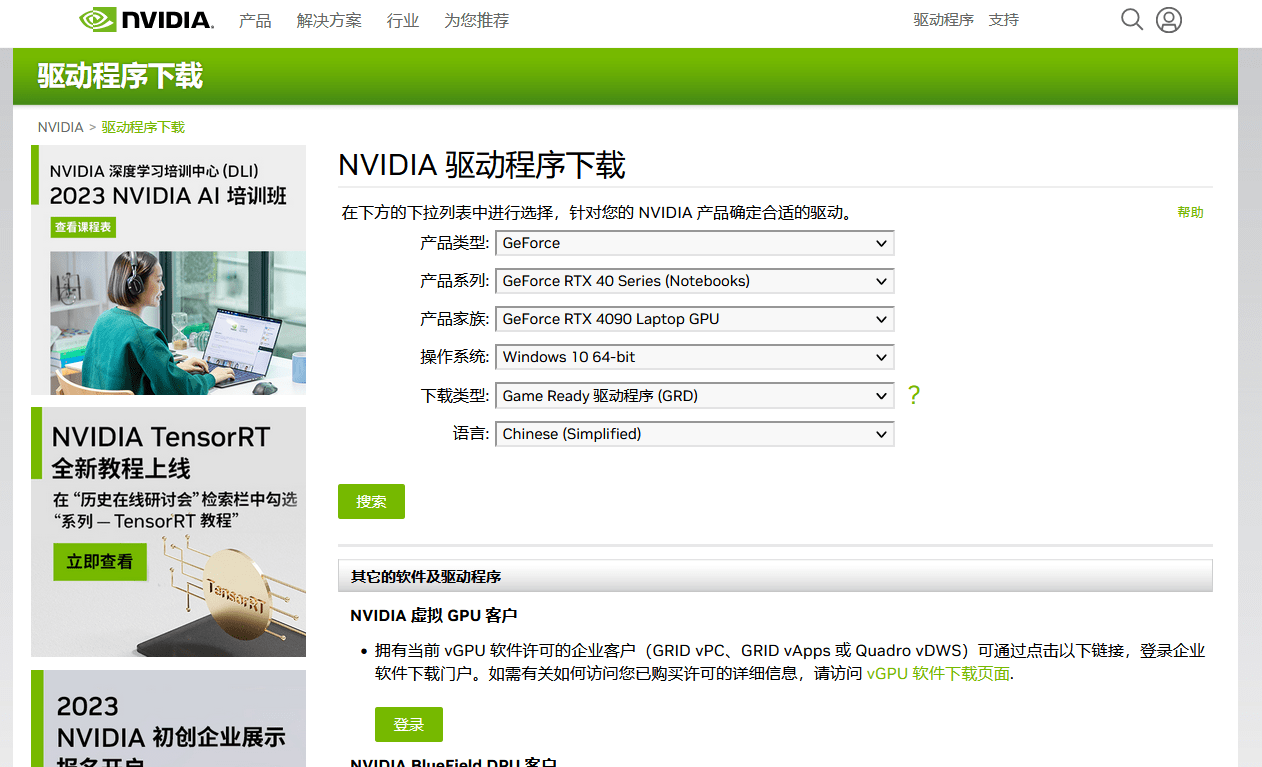 NVIDIA.
产品 解决方案 行业 为您推荐
驱动程序 支持
驱动程序下载
NVIDIA > 驱动程序下载
NVIDIA 深度学习培训中心 (DLI)
2023 NVIDIA AI 培训班
查看课程表
NVIDIA TensorRT
全新教程上线
在 “历史在线研讨会” 检索栏中勾选
“系列 — TensorRT 教程”
立即查看
TensorRT
2023
NVIDIA 初创企业展示
报名开启
NVIDIA 驱动程序下载
在下方的下拉列表中进行选择，针对您的 NVIDIA 产品确定合适的驱动。
帮助
产品类型: GeForce
产品系列: GeForce RTX 40 Series (Notebooks)
产品家族: GeForce RTX 4090 Laptop GPU
操作系统: Windows 10 64-bit
下载类型: Game Ready 驱动程序 (GRD) ?
语言: Chinese (Simplified)
搜索
其它的软件及驱动程序
NVIDIA 虚拟 GPU 客户
• 拥有当前 vGPU 软件许可的企业客户（GRID vPC、GRID vApps 或 Quadro vDWS）可通过点击以下链接，登录企业
软件下载门户。如需有关如何访问您已购买许可的详细信息，请访问 vGPU 软件下载页面.
登录
NVIDIA BlueField DPU 客户